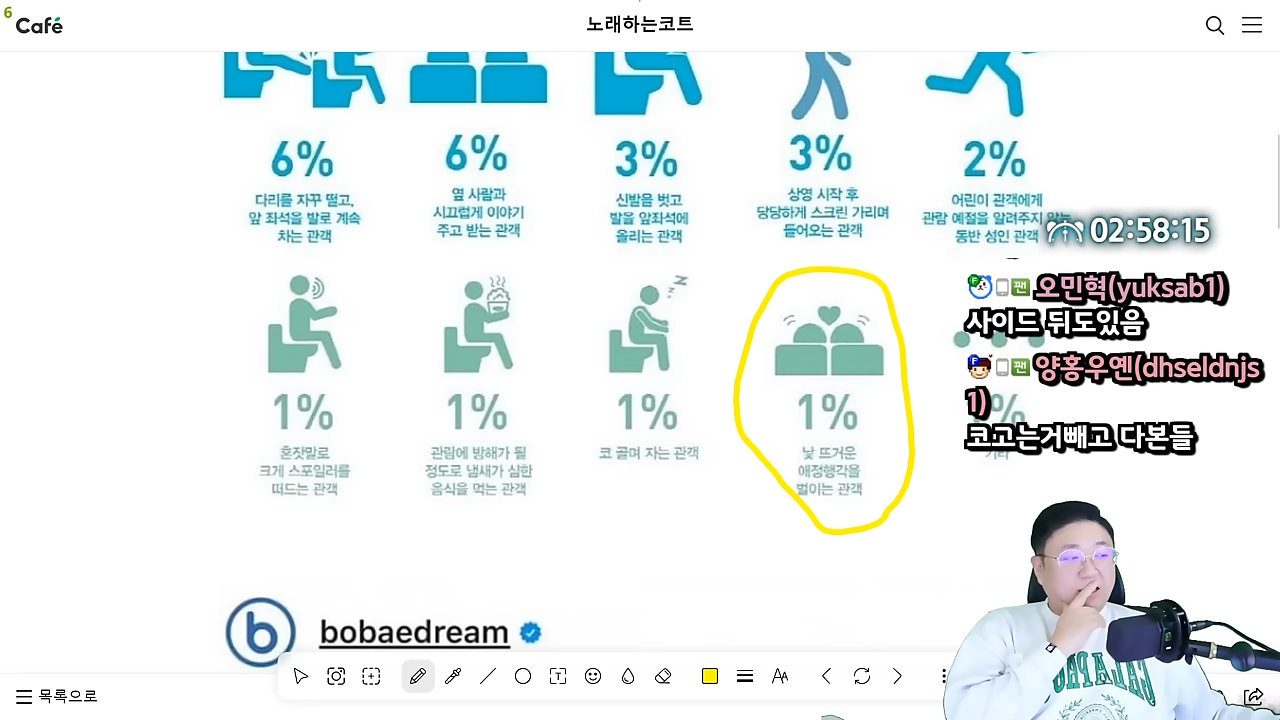 6
Café
노래하는코트
6%
6%
3%
3%
2%
다리를 자꾸 떨고,
앞 좌석을 발로 계속
차는 관객
옆 사람과
시끄럽게 이야기
주고 받는 관객
신발을 벗고
발을 앞좌석에
올리는 관객
상영 시작 후
당당하게 스크린 가리며
들어오는 관객
어린이 관객에게
관람 예절을 알려주지 않는
동반 성인 관객
02:58:15
오민혁(yuksab1)
사이드 뒤도있음
양홍우옌(dhseldnjs
1)
코고는거빼고 다본들
z z
1%
1%
1%
1%
%
혼잣말로
크게 스포일러를
떠드는 관객
관람에 방해가 될
정도로 냄새가 심한
음식을 먹는 관객
코 골며 자는 관객
낯 뜨거운
애정행각을
벌이는 관객
기타
b
bobaedream
목록으로